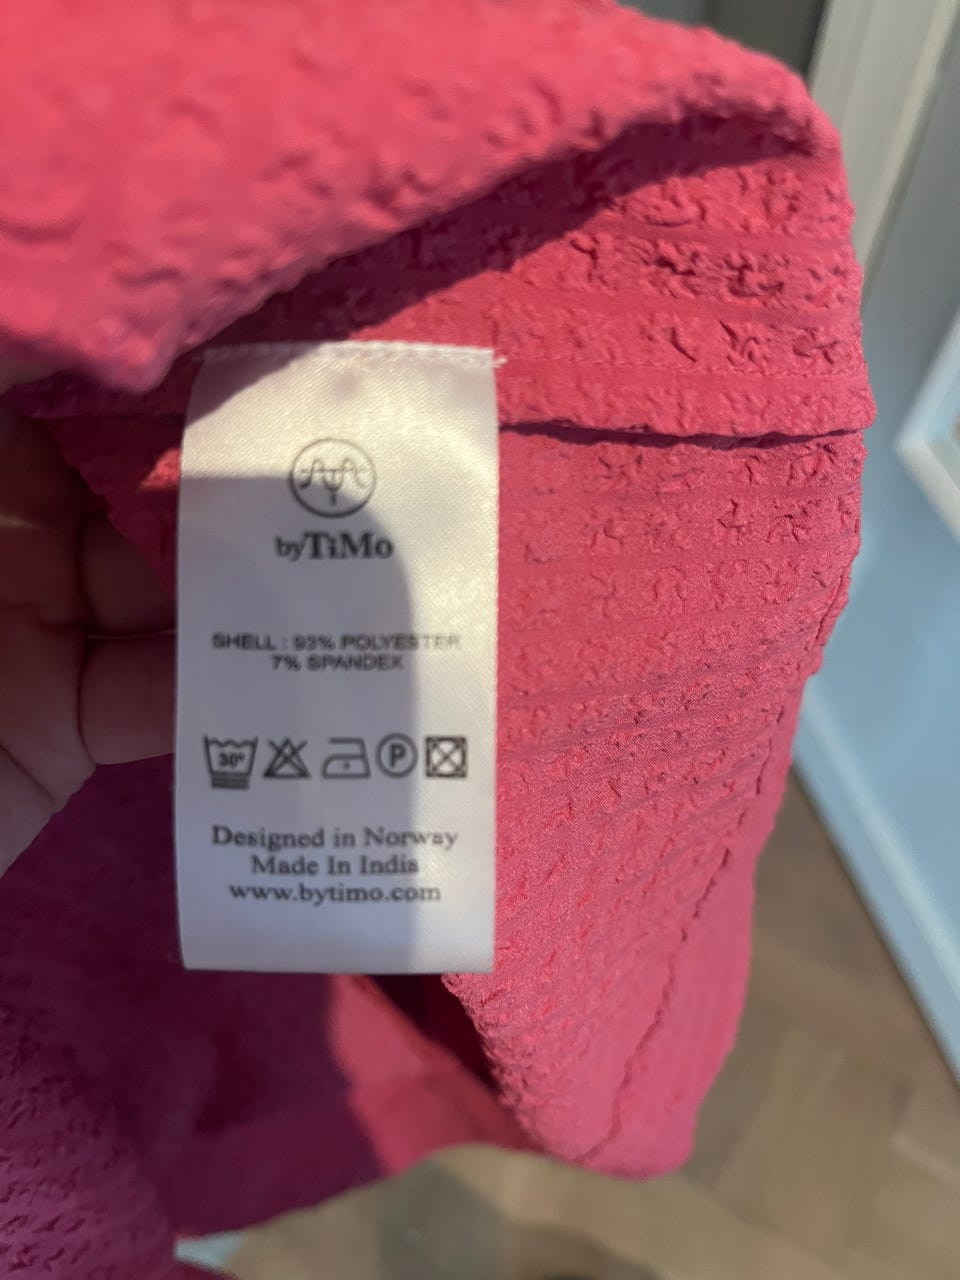 byTiMo
SHELL : 93% POLYESTER
7% SPANDEX
30° P
Designed in Norway
Made In India
www.bytimo.com